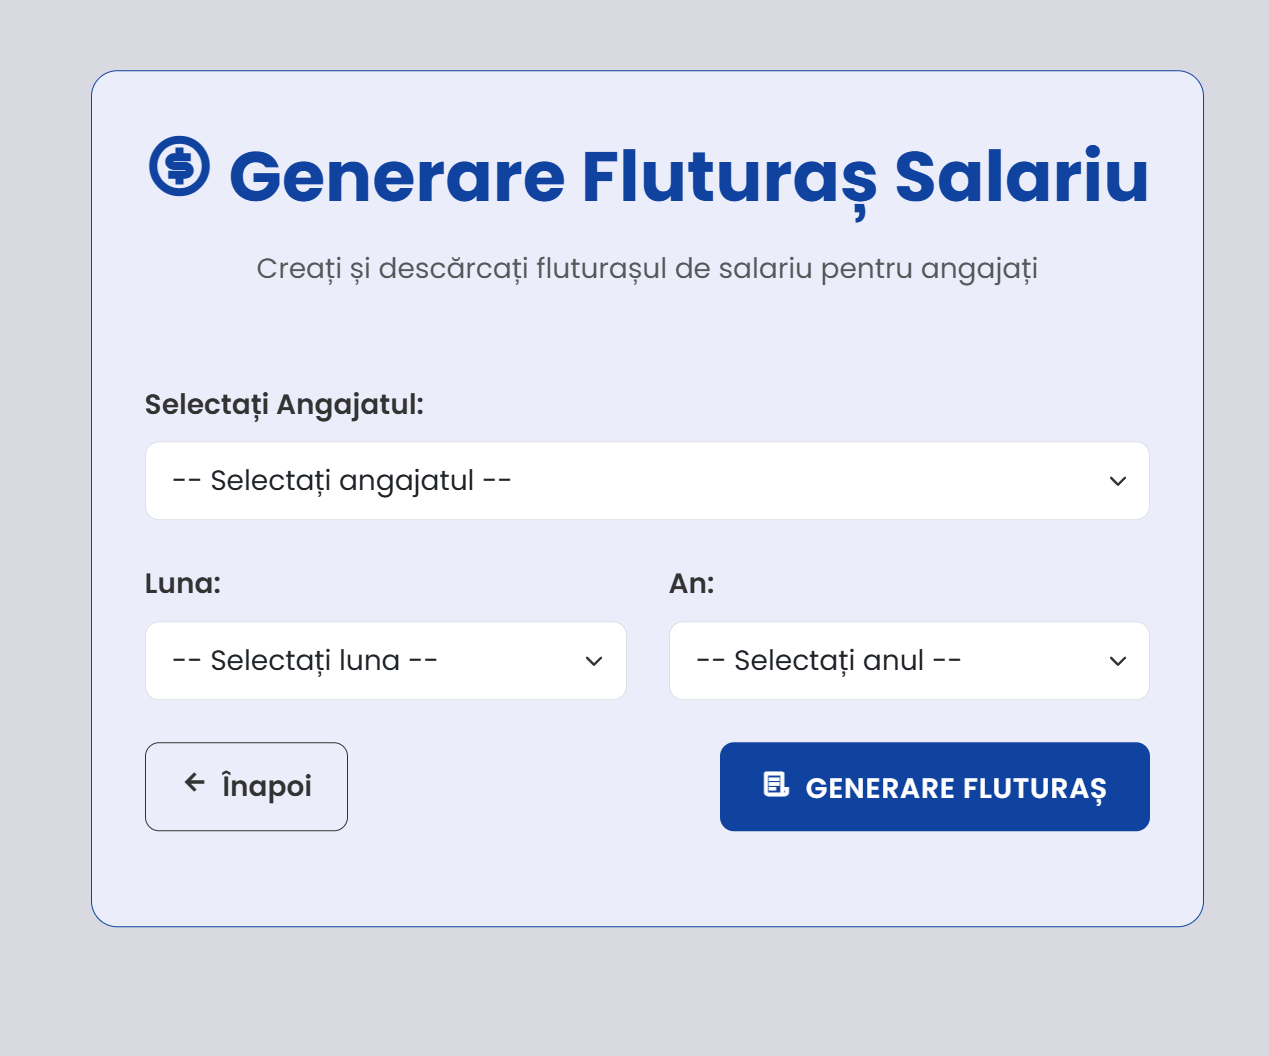 Generare Fluturaș Salariu
Creați și descărcați fluturașul de salariu pentru angajați
Selectați Angajatul:
-- Selectați angajatul --
Luna:
An:
-- Selectați luna --
-- Selectați anul --
Înapoi
GENERARE FLUTURAȘ